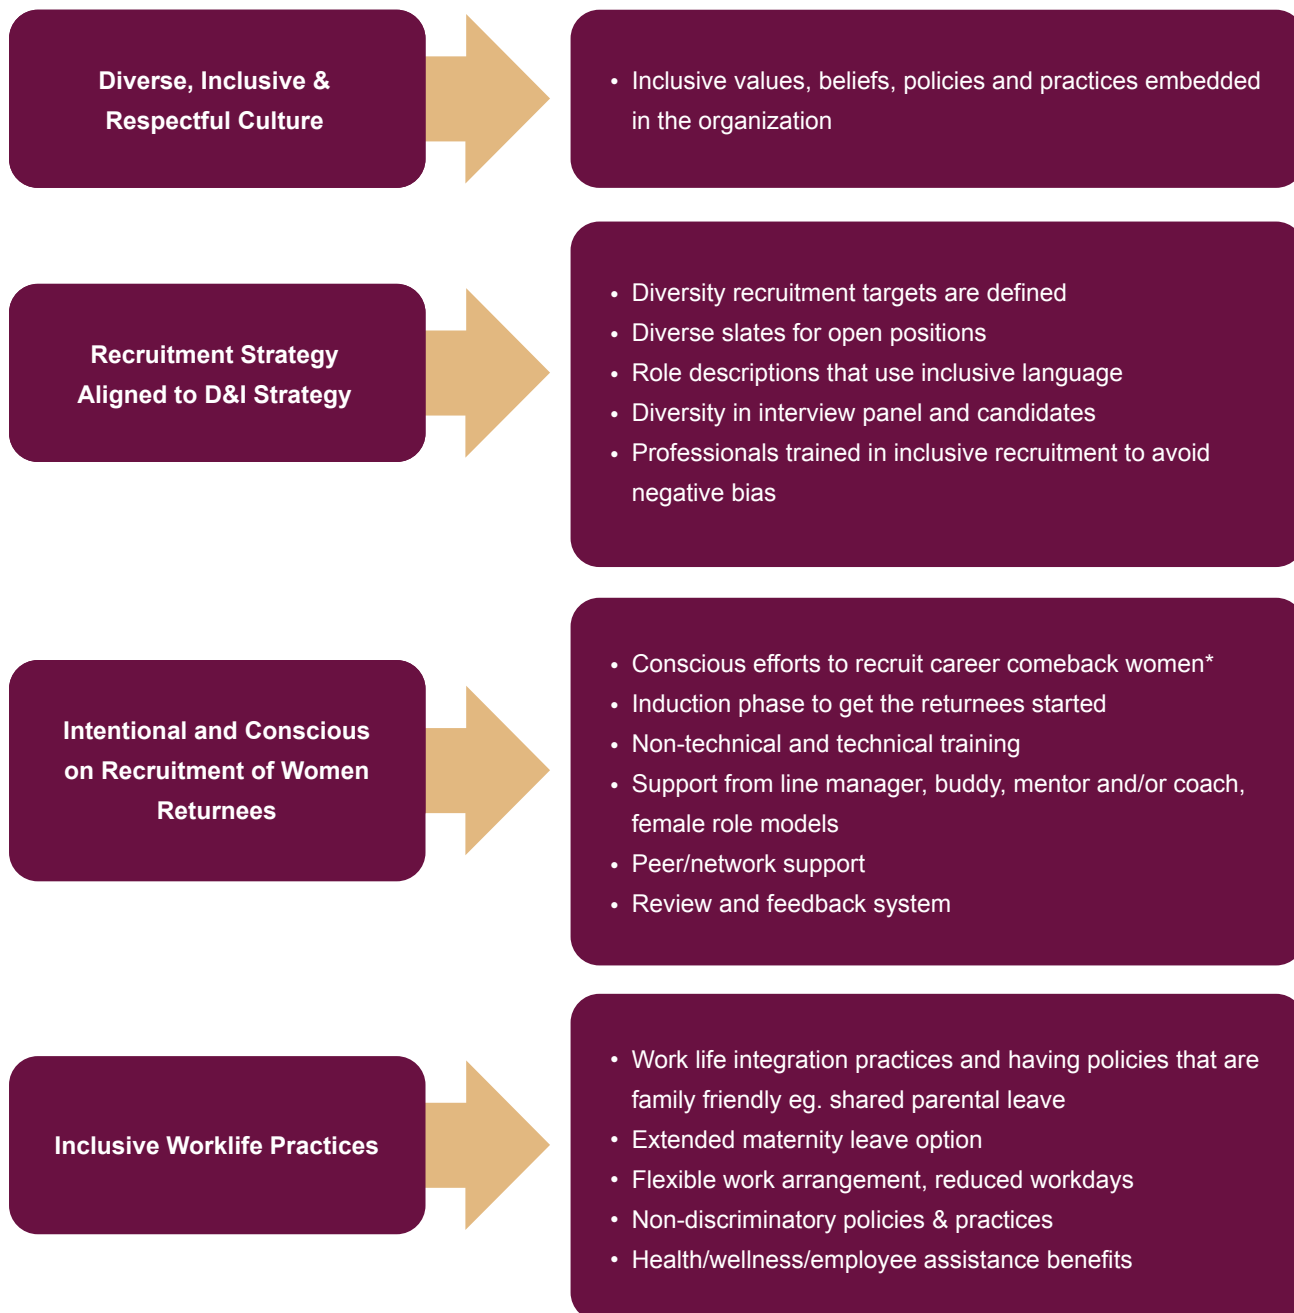 Diverse, Inclusive &
Respectful Culture
• Inclusive values, beliefs, policies and practices embedded
in the organization
Recruitment Strategy
Aligned to D&I Strategy
• Diversity recruitment targets are defined
• Diverse slates for open positions
• Role descriptions that use inclusive language
• Diversity in interview panel and candidates
• Professionals trained in inclusive recruitment to avoid
negative bias
Intentional and Conscious
on Recruitment of Women
Returnees
• Conscious efforts to recruit career comeback women*
• Induction phase to get the returnees started
• Non-technical and technical training
• Support from line manager, buddy, mentor and/or coach,
female role models
• Peer/network support
• Review and feedback system
Inclusive Worklife Practices
• Work life integration practices and having policies that are
family friendly eg. shared parental leave
• Extended maternity leave option
• Flexible work arrangement, reduced workdays
• Non-discriminatory policies & practices
• Health/wellness/employee assistance benefits